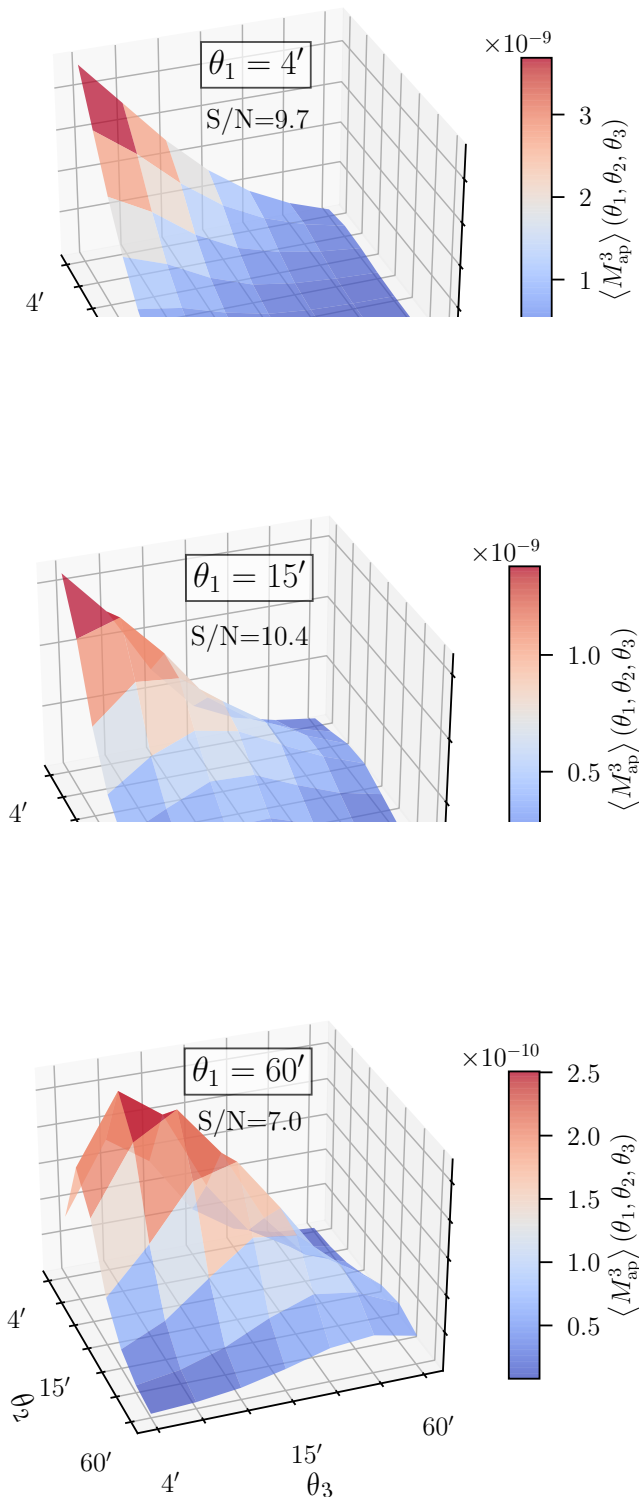 ×10⁻⁹
θ₁ = 4′
S/N=9.7
3
2
1
⟨M³ₐₚ⟩ (θ₁, θ₂, θ₃)
4′
×10⁻⁹
θ₁ = 15′
S/N=10.4
1.0
0.5
⟨M³ₐₚ⟩ (θ₁, θ₂, θ₃)
4′
×10⁻¹⁰
θ₁ = 60′
S/N=7.0
2.5
2.0
1.5
1.0
0.5
⟨M³ₐₚ⟩ (θ₁, θ₂, θ₃)
4′
15′
60′
θ₂
4′
15′
60′
θ₃